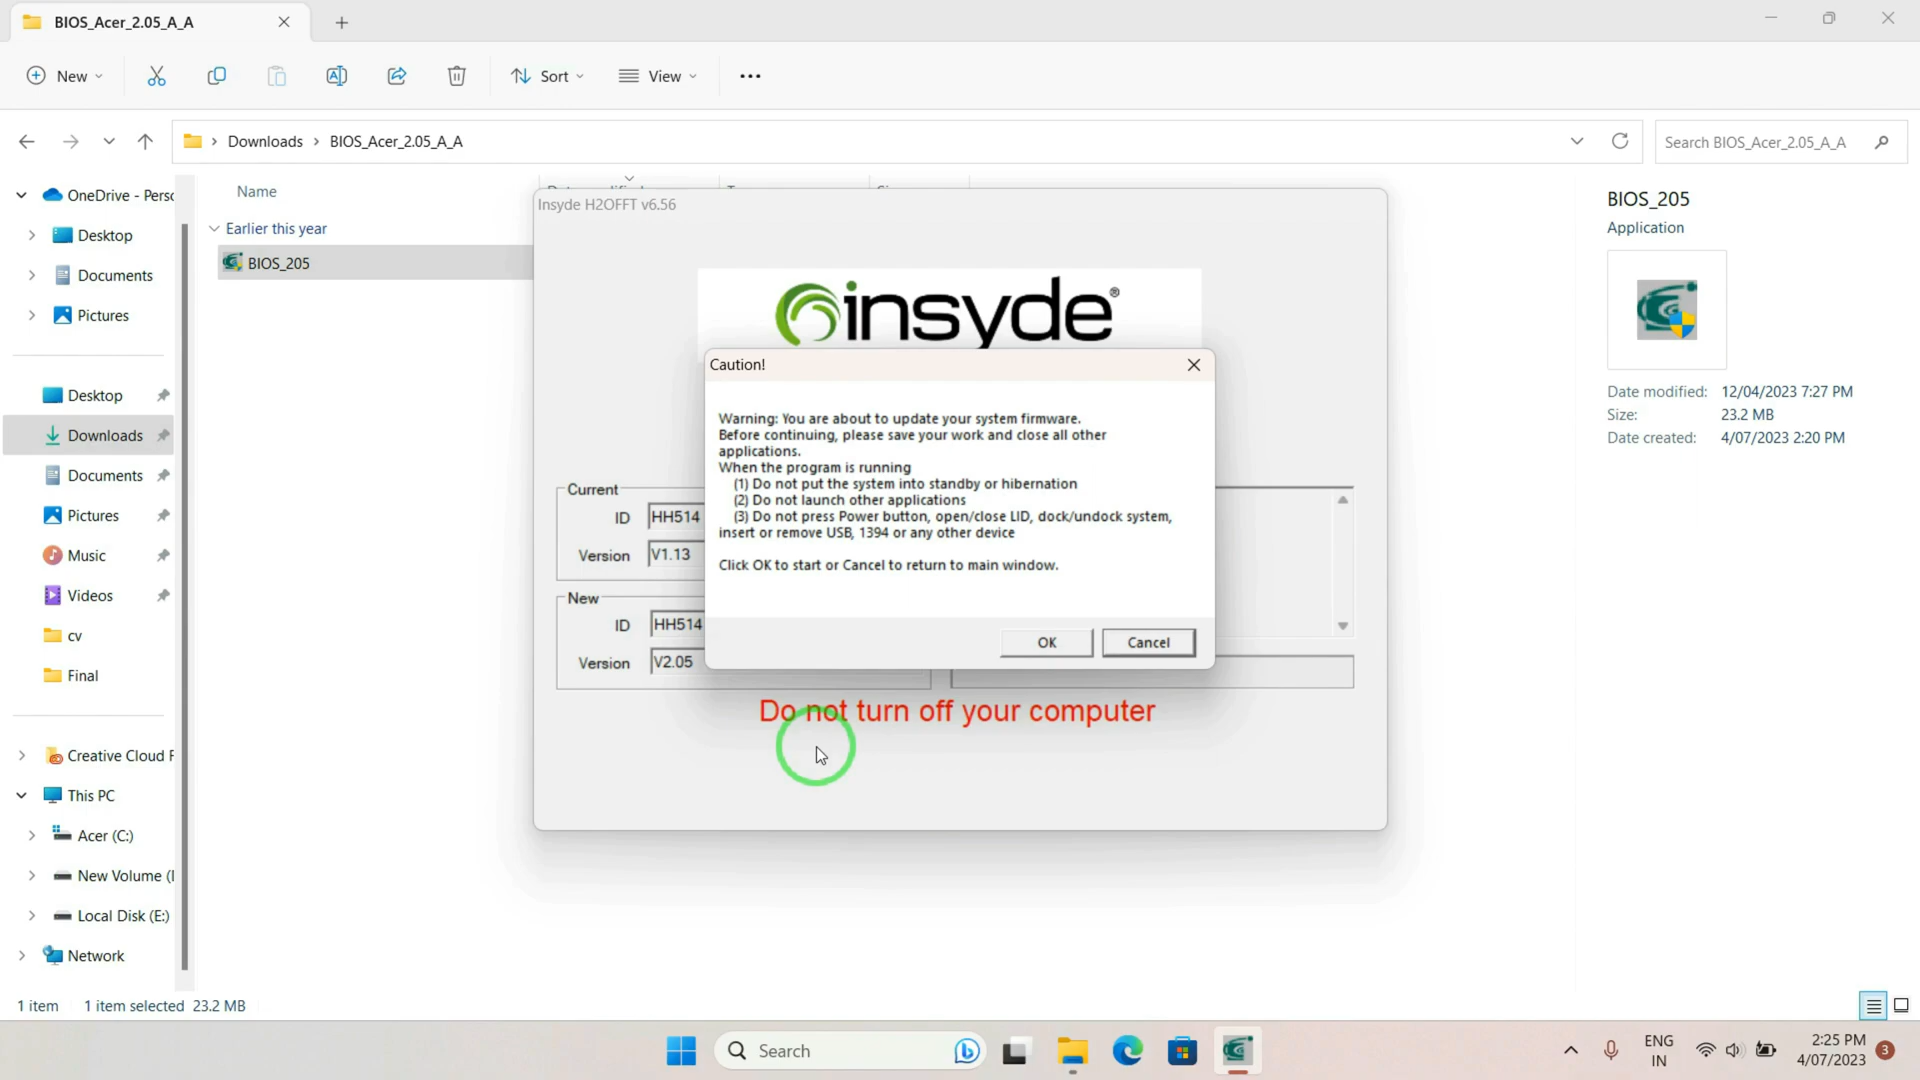 BIOS_Acer_2.05_A_A
New
Sort
View
Downloads
BIOS_Acer_2.05_A_A
Search BIOS_Acer_2.05_A_A
OneDrive - Perso
Desktop
Documents
Pictures
Desktop
Downloads
Documents
Pictures
Music
Videos
cv
Final
Creative Cloud F
This PC
Acer (C:)
New Volume (
Local Disk (E:)
Network
Name
Earlier this year
BIOS_205
Insyde H2OFFT v6.56
insyde®
Caution!
Warning: You are about to update your system firmware.
Before continuing, please save your work and close all other
applications.
When the program is running
(1) Do not put the system into standby or hibernation
(2) Do not launch other applications
(3) Do not press Power button, open/close LID, dock/undock system,
insert or remove USB, 1394 or any other device
Click OK to start or Cancel to return to main window.
OK
Cancel
Current
ID HH514
Version V1.13
New
ID HH514
Version V2.05
Do not turn off your computer
BIOS_205
Application
Date modified: 12/04/2023 7:27 PM
Size: 23.2 MB
Date created: 4/07/2023 2:20 PM
1 item
1 item selected 23.2 MB
Search
ENG
IN
2:25 PM
4/07/2023
3